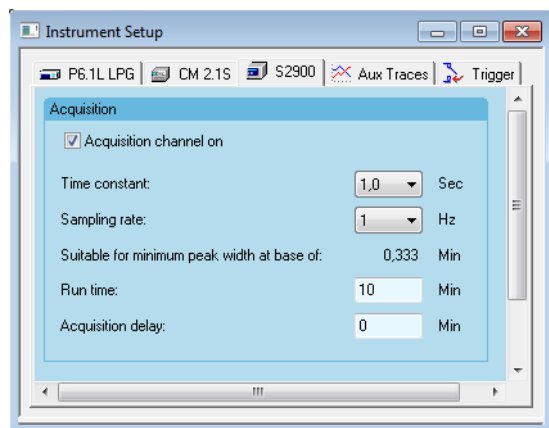 Instrument Setup
P6.1L LPG CM 2.1S S2900 Aux Traces Trigger
Acquisition
Acquisition channel on
Time constant: 1,0 Sec
Sampling rate: 1 Hz
Suitable for minimum peak width at base of: 0,333 Min
Run time: 10 Min
Acquisition delay: 0 Min